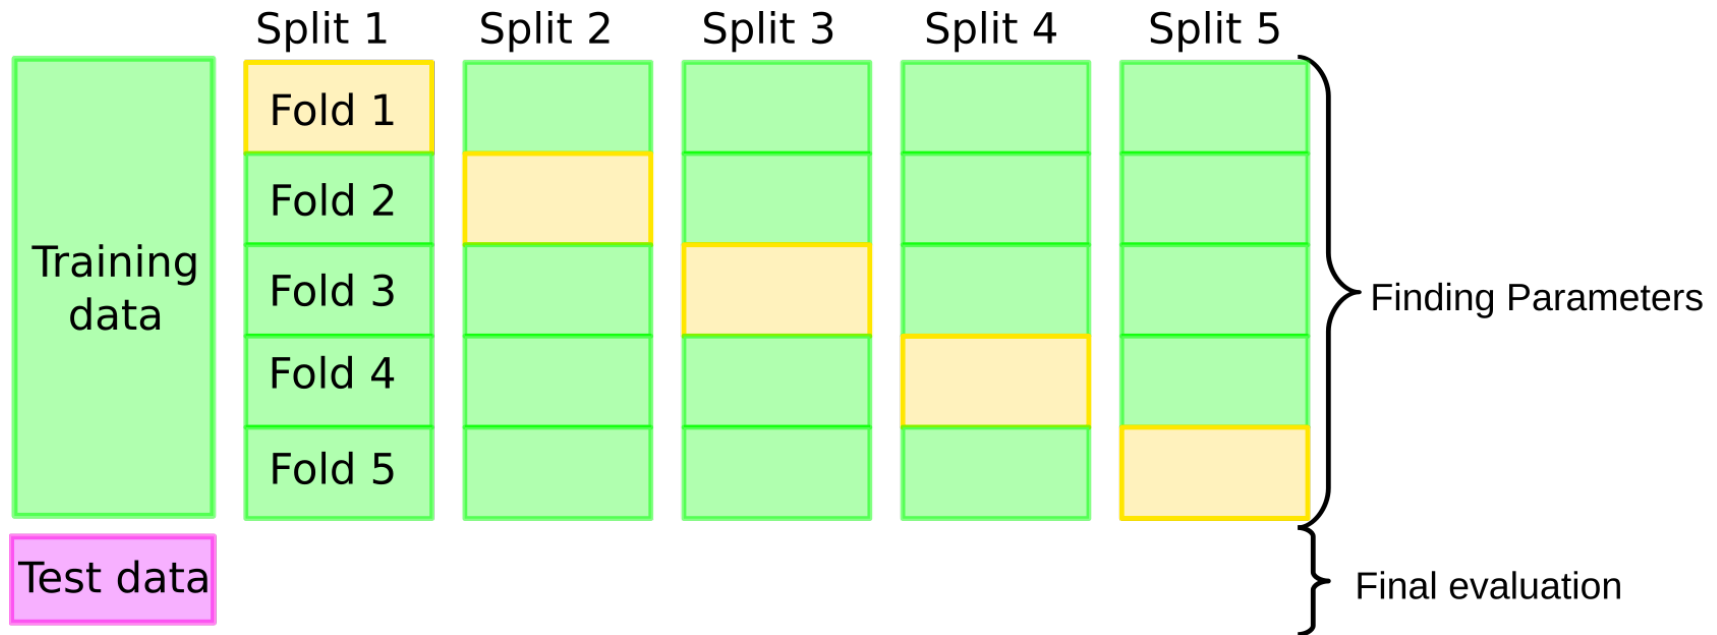 Split 1
Split 2
Split 3
Split 4
Split 5
Training
data
Fold 1
Fold 2
Fold 3
Fold 4
Fold 5
Finding Parameters
Test data
Final evaluation